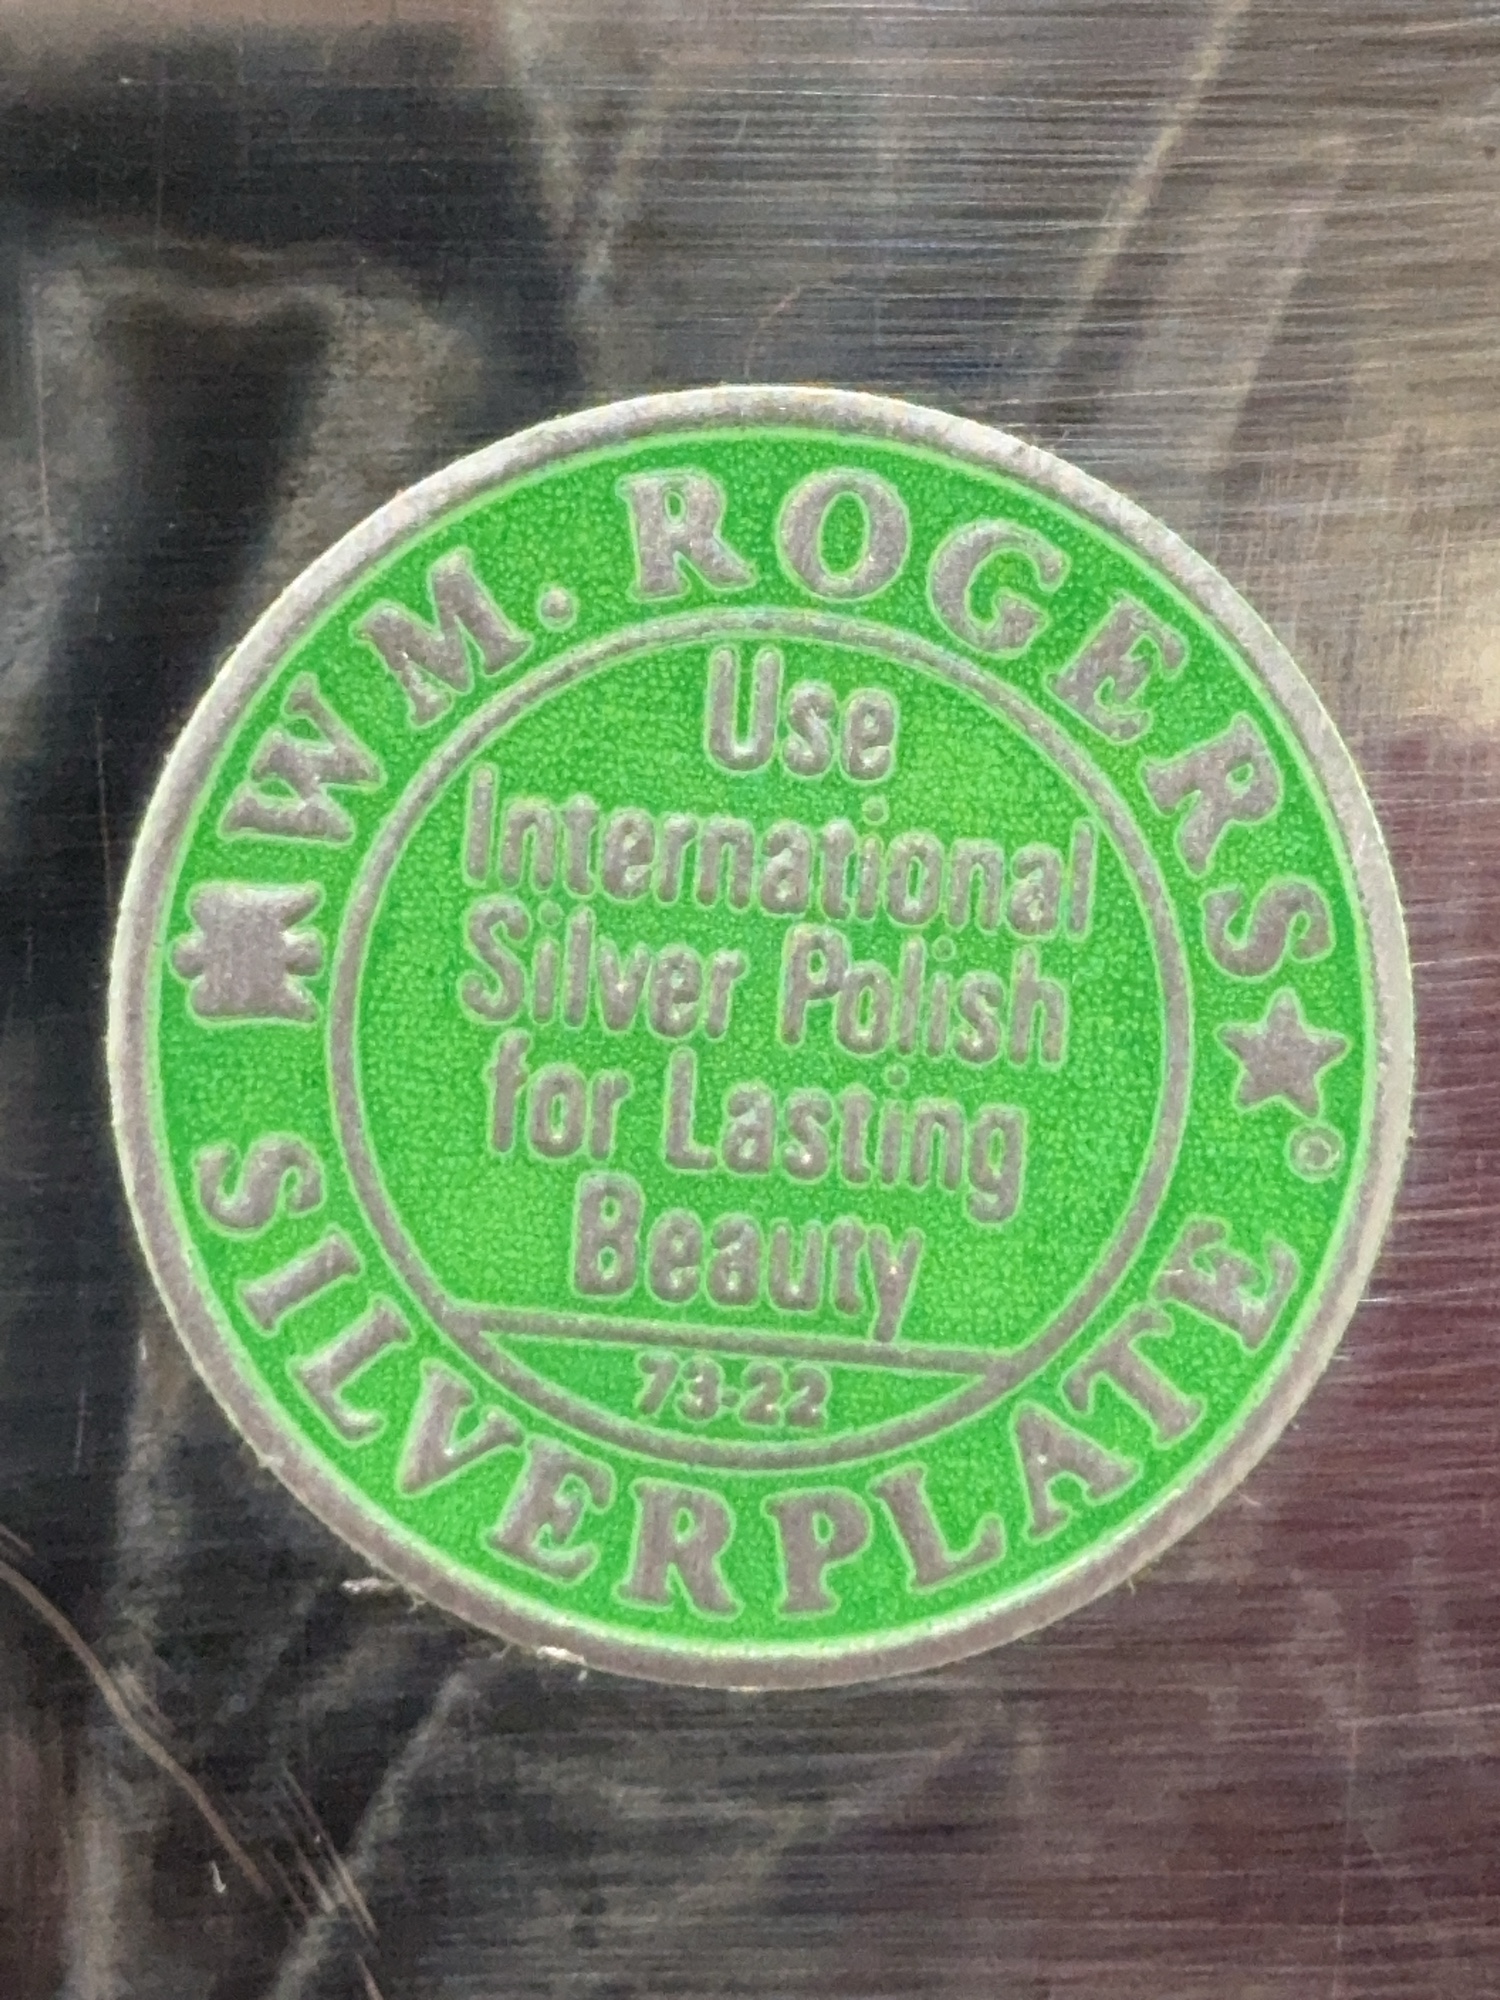 WM. ROGERS ★ ®
Use
International
Silver Polish
for Lasting
Beauty
73-22
SILVERPLATE